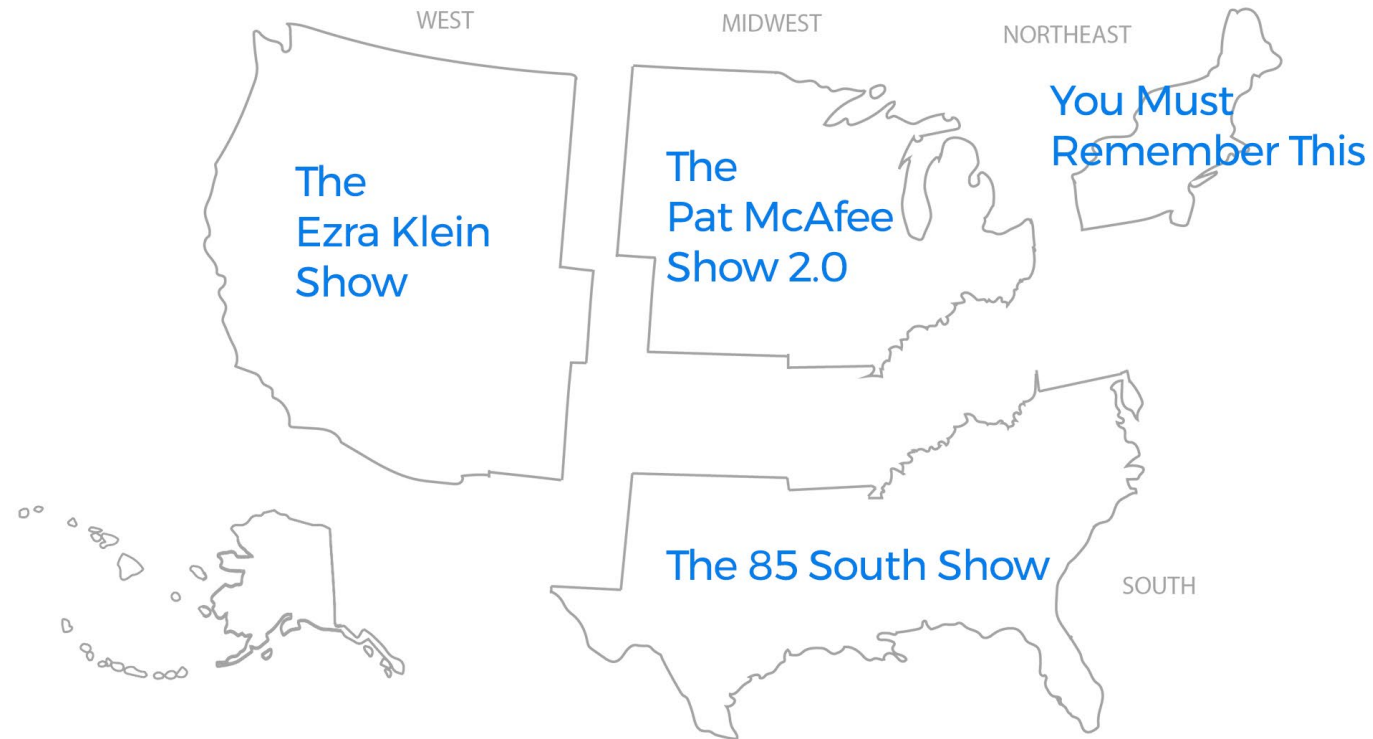 WEST
MIDWEST
NORTHEAST
The
Ezra Klein
Show
The
Pat McAfee
Show 2.0
You Must
Remember This
The 85 South Show
SOUTH